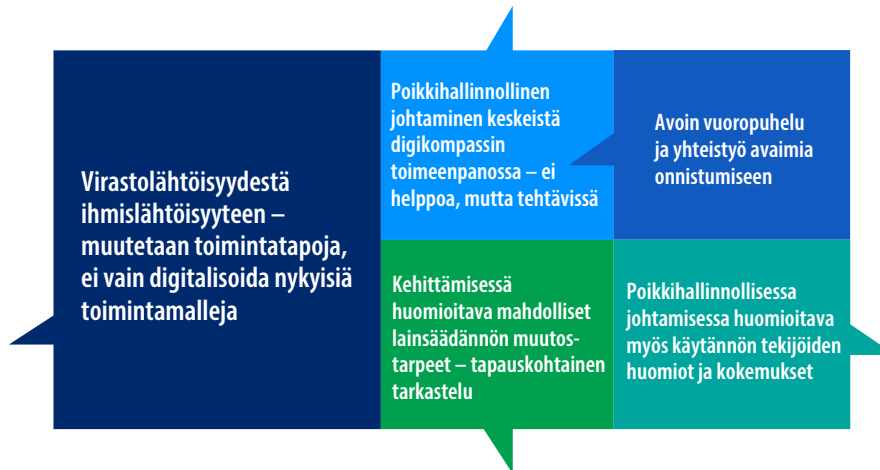 Virastolähtöisyydestä
ihmislähtöisyyteen –
muutetaan toimintatapoja,
ei vain digitalisoida nykyisiä
toimintamalleja
Poikkihallinnollinen
johtaminen keskeistä
digikompassin
toimeenpanossa – ei
helppoa, mutta tehtävissä
Avoin vuoropuhelu
ja yhteistyö avaimia
onnistumiseen
Kehittämisessä
huomioitava mahdolliset
lainsäädännön muutos-
tarpeet – tapauskohtainen
tarkastelu
Poikkihallinnollisessa
johtamisessa huomioitava
myös käytännön tekijöiden
huomiot ja kokemukset